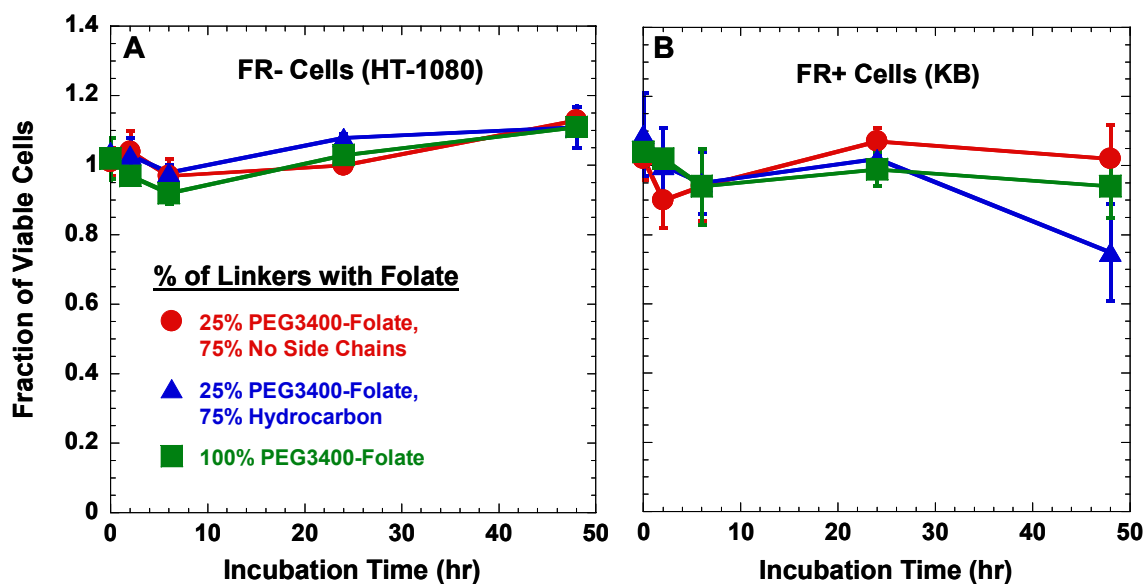 A
FR- Cells (HT-1080)
B
FR+ Cells (KB)
Fraction of Viable Cells
1.4
1.2
1
0.8
0.6
0.4
0.2
0
% of Linkers with Folate
25% PEG3400-Folate,
75% No Side Chains
25% PEG3400-Folate,
75% Hydrocarbon
100% PEG3400-Folate
0 10 20 30 40 50
0 10 20 30 40 50
Incubation Time (hr)
Incubation Time (hr)